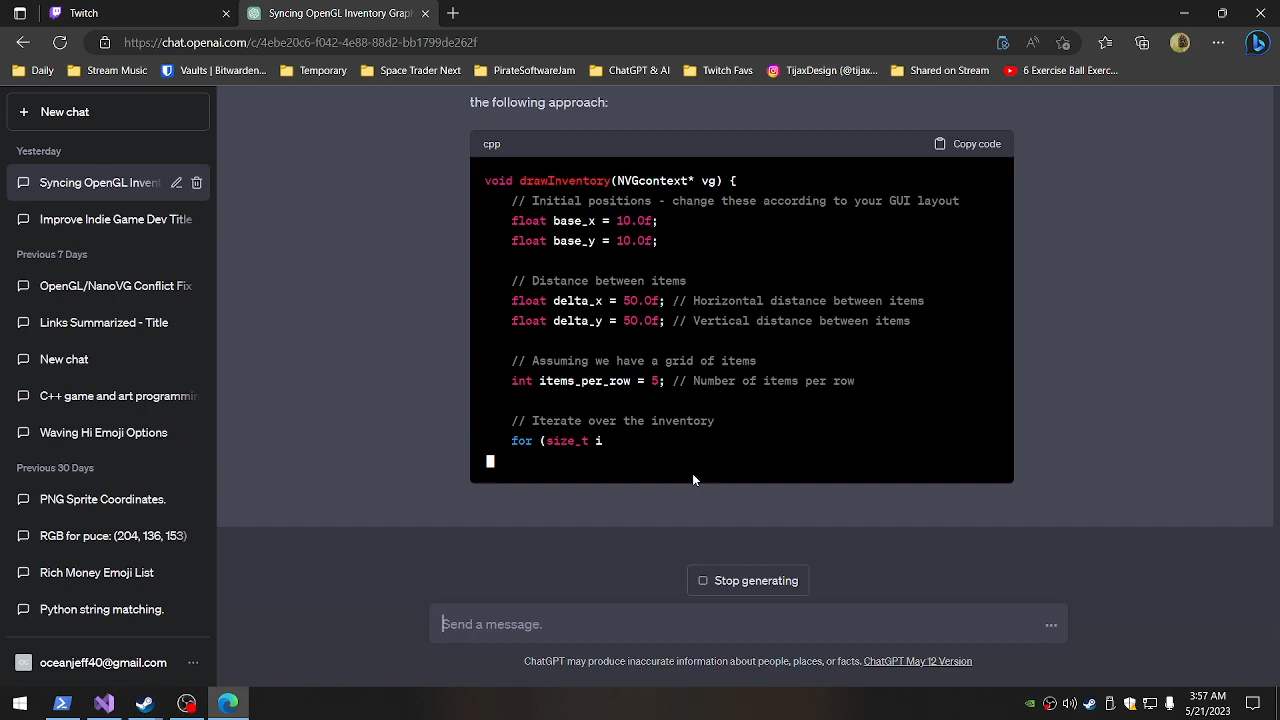 Twitch
Syncing OpenGL Inventory Grap
https://chat.openai.com/c/4ebe20c6-f042-4e88-88d2-bb1799de262f
Daily
Stream Music
Vaults | Bitwarden...
Temporary
Space Trader Next
PirateSoftwareJam
ChatGPT & AI
Twitch Favs
TijaxDesign (@tijax...
Shared on Stream
6 Exercise Ball Exerc...
+ New chat
Yesterday
Syncing OpenGL Invent
Improve Indie Game Dev Title
Previous 7 Days
OpenGL/NanoVG Conflict Fix
Links Summarized - Title
New chat
C++ game and art programmin
Waving Hi Emoji Options
Previous 30 Days
PNG Sprite Coordinates.
RGB for puce: (204, 136, 153)
Rich Money Emoji List
Python string matching.
OC
oceanjeff40@gmail.com
the following approach:
cpp
Copy code
void drawInventory(NVGcontext* vg) {
// Initial positions - change these according to your GUI layout
float base_x = 10.0f;
float base_y = 10.0f;
// Distance between items
float delta_x = 50.0f; // Horizontal distance between items
float delta_y = 50.0f; // Vertical distance between items
// Assuming we have a grid of items
int items_per_row = 5; // Number of items per row
// Iterate over the inventory
for (size_t i
Stop generating
Send a message.
ChatGPT may produce inaccurate information about people, places, or facts. ChatGPT May 12 Version
3:57 AM
5/21/2023